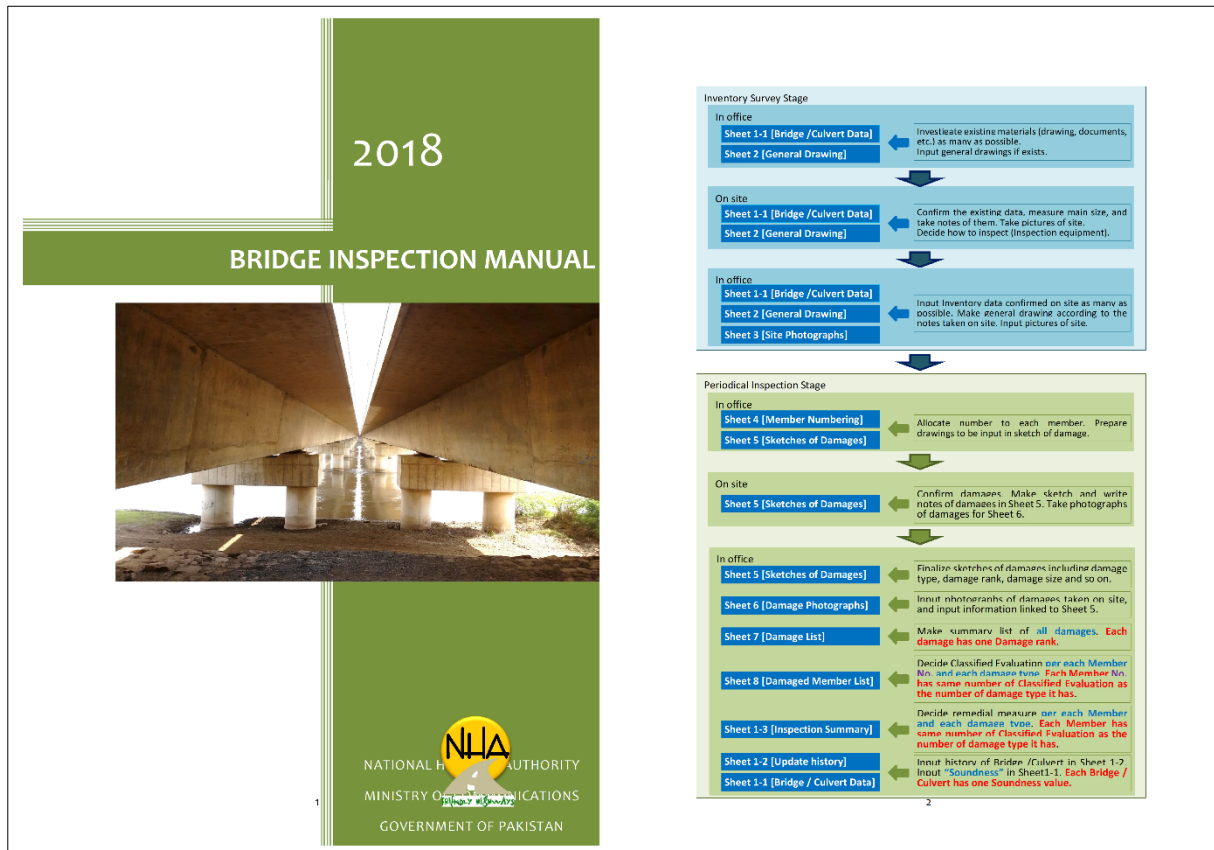 2018
BRIDGE INSPECTION MANUAL
NHA
FRIENDLY HIGHWAYS
NATIONAL H AUTHORITY
MINISTRY O NICATIONS
GOVERNMENT OF PAKISTAN
1
Inventory Survey Stage
In office
Sheet 1-1 [Bridge /Culvert Data]
Sheet 2 [General Drawing]
Investigate existing materials (drawing, documents,
etc.) as many as possible.
Input general drawings if exists.
On site
Sheet 1-1 [Bridge /Culvert Data]
Sheet 2 [General Drawing]
Confirm the existing data, measure main size, and
take notes of them. Take pictures of site.
Decide how to inspect (Inspection equipment).
In office
Sheet 1-1 [Bridge /Culvert Data]
Sheet 2 [General Drawing]
Sheet 3 [Site Photographs]
Input Inventory data confirmed on site as many as
possible. Make general drawing according to the
notes taken on site. Input pictures of site.
Periodical Inspection Stage
In office
Sheet 4 [Member Numbering]
Sheet 5 [Sketches of Damages]
Allocate number to each member. Prepare
drawings to be input in sketch of damage.
On site
Sheet 5 [Sketches of Damages]
Confirm damages. Make sketch and write
notes of damages in Sheet 5. Take photographs
of damages for Sheet 6.
In office
Sheet 5 [Sketches of Damages]
Finalize sketches of damages including damage
type, damage rank, damage size and so on.
Sheet 6 [Damage Photographs]
Input photographs of damages taken on site,
and input information linked to Sheet 5.
Sheet 7 [Damage List]
Make summary list of all damages. Each
damage has one Damage rank.
Sheet 8 [Damaged Member List]
Decide Classified Evaluation per each Member
No. and each damage type. Each Member No.
has same number of Classified Evaluation as
the number of damage type it has.
Sheet 1-3 [Inspection Summary]
Decide remedial measure per each Member
and each damage type. Each Member has
same number of Classified Evaluation as the
number of damage type it has.
Sheet 1-2 [Update history]
Sheet 1-1 [Bridge / Culvert Data]
Input history of Bridge /Culvert in Sheet 1-2.
Input “Soundness” in Sheet1-1. Each Bridge /
Culvert has one Soundness value.
2